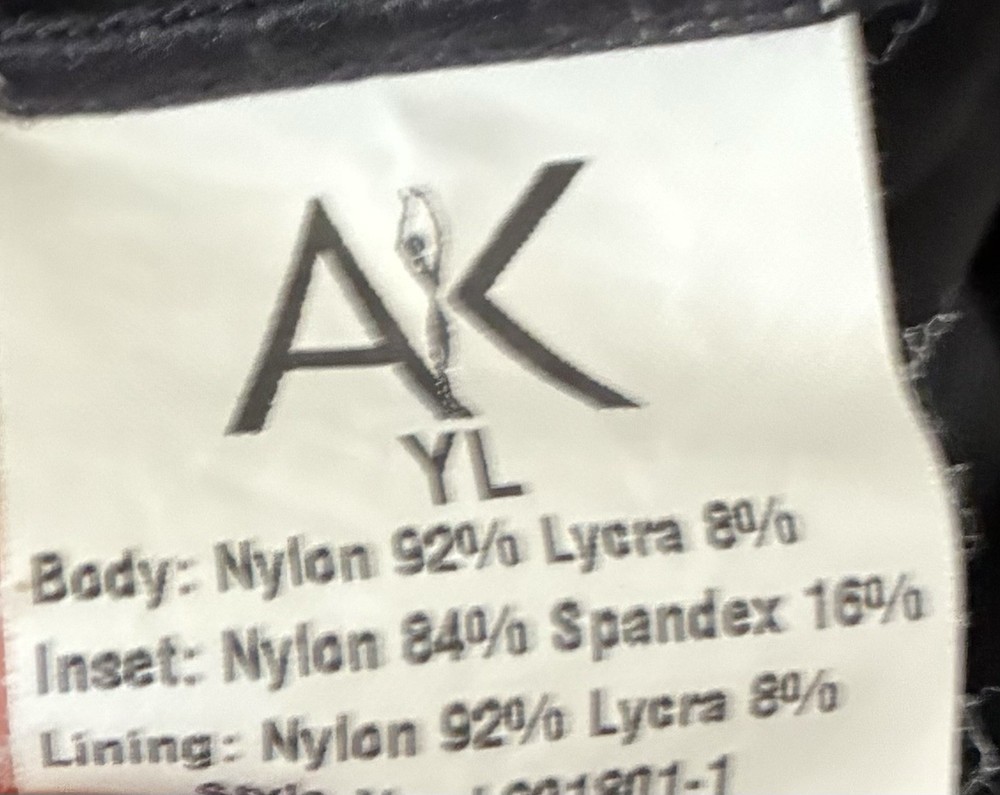 AK
YL
Body: Nylon 92% Lycra 8%
Inset: Nylon 84% Spandex 16%
Lining: Nylon 92% Lycra 8%